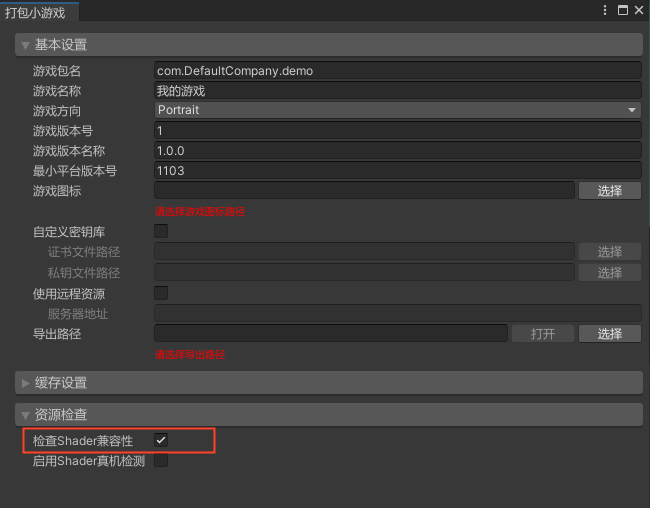 打包小游戏
基本设置
游戏包名 com.DefaultCompany.demo
游戏名称 我的游戏
游戏方向 Portrait
游戏版本号 1
游戏版本名称 1.0.0
最小平台版本号 1103
游戏图标 选择
请选择游戏图标路径
自定义密钥库
证书文件路径 选择
私钥文件路径 选择
使用远程资源
服务器地址
导出路径 打开 选择
请选择导出路径
缓存设置
资源检查
检查Shader兼容性
启用Shader真机检测